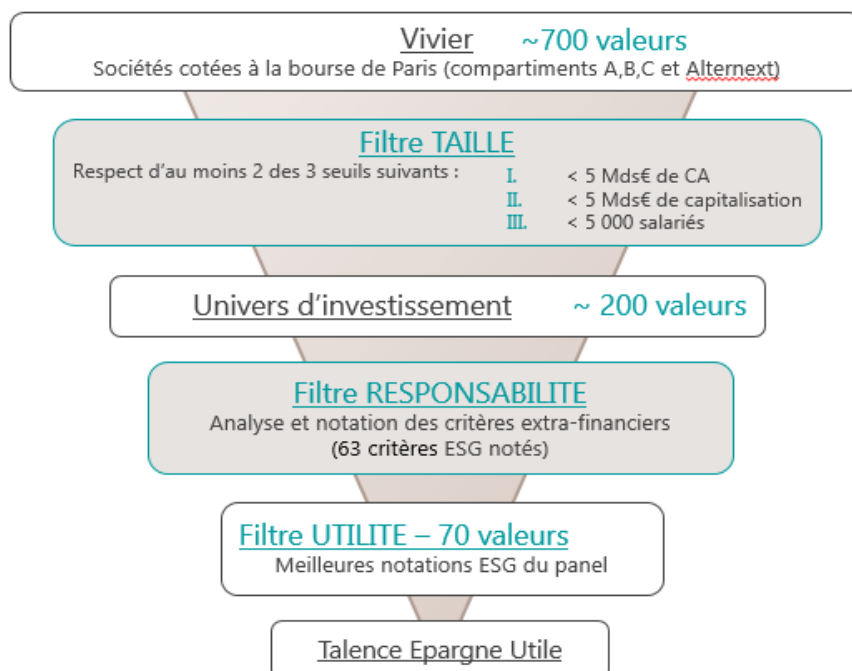 Vivier ~700 valeurs
Sociétés cotées à la bourse de Paris (compartiments A,B,C et Alternext)
Filtre TAILLE
Respect d'au moins 2 des 3 seuils suivants :
I. < 5 Mds€ de CA
II. < 5 Mds€ de capitalisation
III. < 5 000 salariés
Univers d'investissement ~ 200 valeurs
Filtre RESPONSABILITE
Analyse et notation des critères extra-financiers
(63 critères ESG notés)
Filtre UTILITE – 70 valeurs
Meilleures notations ESG du panel
Talence Epargne Utile